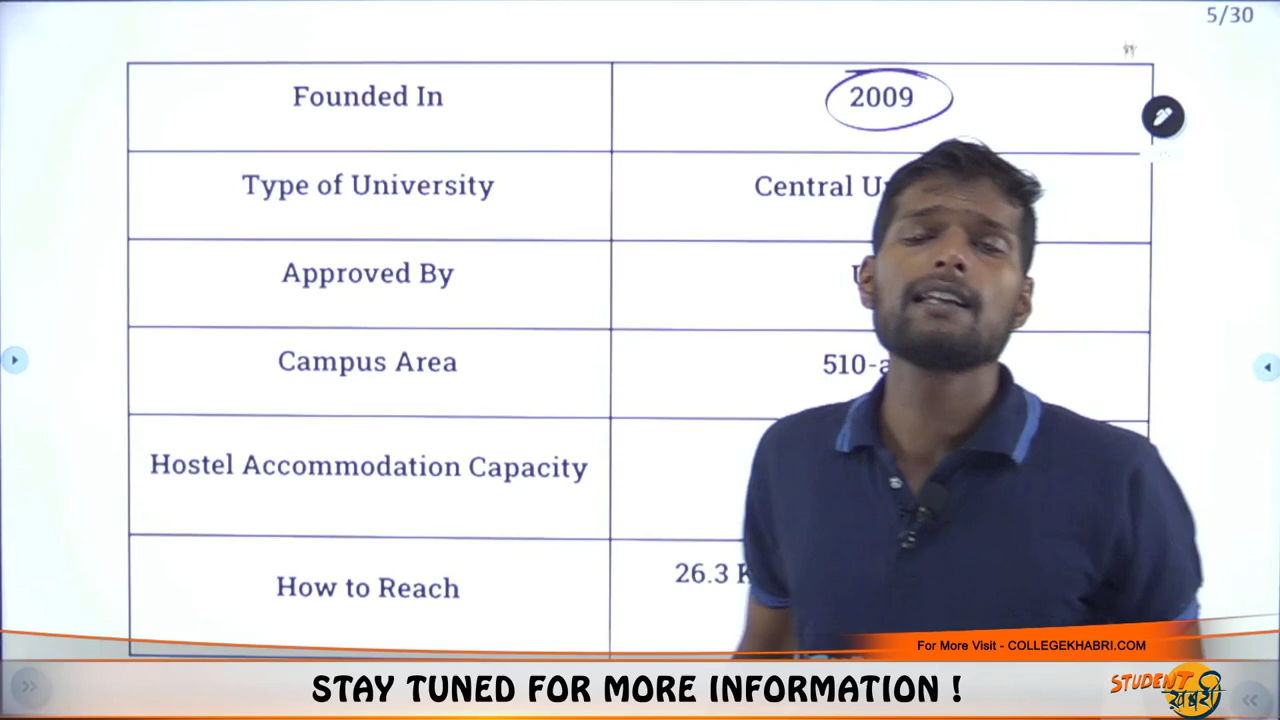 5/30
Founded In
2009
Type of University
Central U
Approved By
U
Campus Area
510-a
Hostel Accommodation Capacity
How to Reach
26.3 K
For More Visit - COLLEGEKHABRI.COM
STAY TUNED FOR MORE INFORMATION !
STUDENT
खबरी